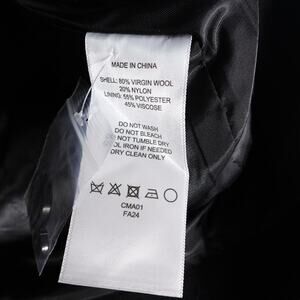 MADE IN CHINA
SHELL: 80% VIRGIN WOOL
20% NYLON
LINING: 55% POLYESTER
45% VISCOSE
DO NOT WASH
DO NOT BLEACH
DO NOT TUMBLE DRY
COOL IRON IF NEEDED
DRY CLEAN ONLY
CMA01
FA24